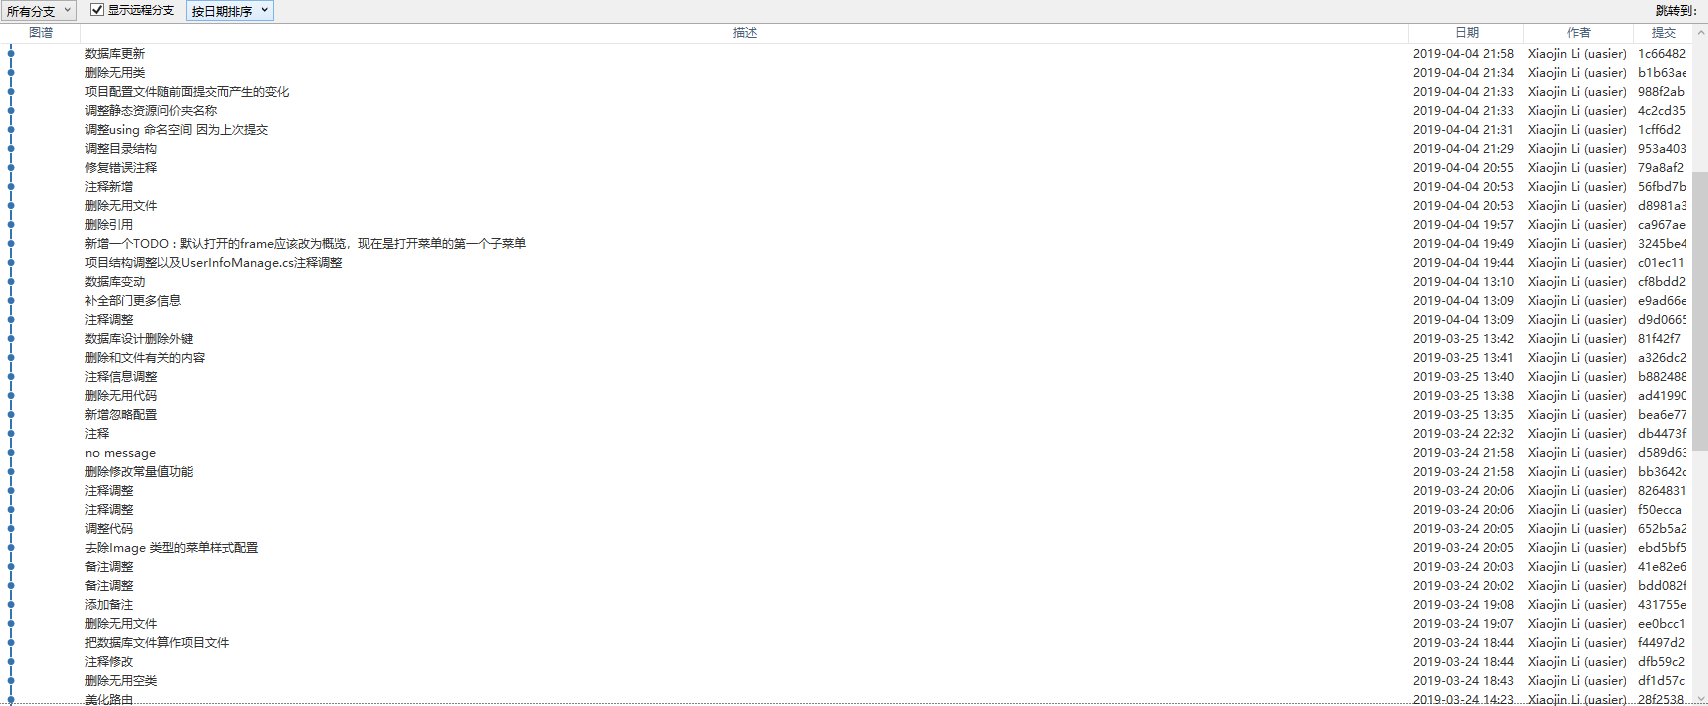 所有分支 显示远程分支 按日期排序 跳转到:
图谱 描述 日期 作者 提交
数据库更新 2019-04-04 21:58 Xiaojin Li (uasier) 1c66482
删除无用类 2019-04-04 21:34 Xiaojin Li (uasier) b1b63ae
项目配置文件随前面提交而产生的变化 2019-04-04 21:33 Xiaojin Li (uasier) 988f2ab
调整静态资源问价夹名称 2019-04-04 21:33 Xiaojin Li (uasier) 4c2cd35
调整using 命名空间 因为上次提交 2019-04-04 21:31 Xiaojin Li (uasier) 1cff6d2
调整目录结构 2019-04-04 21:29 Xiaojin Li (uasier) 953a403
修复错误注释 2019-04-04 20:55 Xiaojin Li (uasier) 79a8af2
注释新增 2019-04-04 20:53 Xiaojin Li (uasier) 56fbd7b
删除无用文件 2019-04-04 20:53 Xiaojin Li (uasier) d8981a3
删除引用 2019-04-04 19:57 Xiaojin Li (uasier) ca967ae
新增一个TODO：默认打开的frame应该改为概览，现在是打开菜单的第一个子菜单 2019-04-04 19:49 Xiaojin Li (uasier) 3245be4
项目结构调整以及UserInfoManage.cs注释调整 2019-04-04 19:44 Xiaojin Li (uasier) c01ec11
数据库变动 2019-04-04 13:10 Xiaojin Li (uasier) cf8bdd2
补全部门更多信息 2019-04-04 13:09 Xiaojin Li (uasier) e9ad66e
注释调整 2019-04-04 13:09 Xiaojin Li (uasier) d9d0665
数据库设计删除外键 2019-03-25 13:42 Xiaojin Li (uasier) 81f42f7
删除和文件有关的内容 2019-03-25 13:41 Xiaojin Li (uasier) a326dc2
注释信息调整 2019-03-25 13:40 Xiaojin Li (uasier) b882488
删除无用代码 2019-03-25 13:38 Xiaojin Li (uasier) ad41990
新增忽略配置 2019-03-25 13:35 Xiaojin Li (uasier) bea6e77
注释 2019-03-24 22:32 Xiaojin Li (uasier) db4473f
no message 2019-03-24 21:58 Xiaojin Li (uasier) d589d63
删除修改常量值功能 2019-03-24 21:58 Xiaojin Li (uasier) bb3642c
注释调整 2019-03-24 20:06 Xiaojin Li (uasier) 8264831
注释调整 2019-03-24 20:06 Xiaojin Li (uasier) f50ecca
调整代码 2019-03-24 20:05 Xiaojin Li (uasier) 652b5a2
去除Image 类型的菜单样式配置 2019-03-24 20:05 Xiaojin Li (uasier) ebd5bf5
备注调整 2019-03-24 20:03 Xiaojin Li (uasier) 41e82e6
备注调整 2019-03-24 20:02 Xiaojin Li (uasier) bdd082f
添加备注 2019-03-24 19:08 Xiaojin Li (uasier) 431755e
删除无用文件 2019-03-24 19:07 Xiaojin Li (uasier) ee0bcc1
把数据库文件算作项目文件 2019-03-24 18:44 Xiaojin Li (uasier) f4497d2
注释修改 2019-03-24 18:44 Xiaojin Li (uasier) dfb59c2
删除无用空类 2019-03-24 18:43 Xiaojin Li (uasier) df1d57c
美化路由 2019-03-24 14:23 Xiaojin Li (uasier) 28f2538